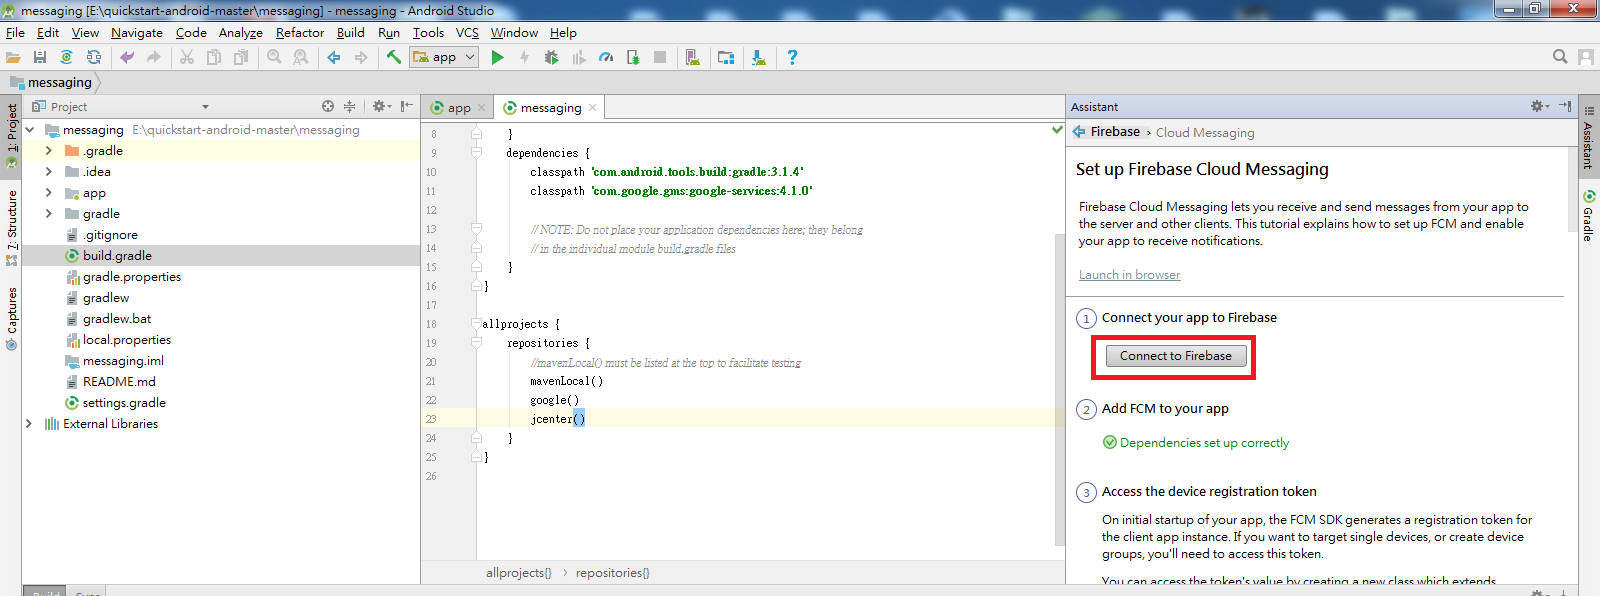 messaging [E:\quickstart-android-master\messaging] - messaging - Android Studio
File Edit View Navigate Code Analyze Refactor Build Run Tools VCS Window Help
app
messaging
1: Project
7: Structure
Captures
Project
messaging E:\quickstart-android-master\messaging
.gradle
.idea
app
gradle
.gitignore
build.gradle
gradle.properties
gradlew
gradlew.bat
local.properties
messaging.iml
README.md
settings.gradle
External Libraries
app
messaging
8 }
9 dependencies {
10 classpath 'com.android.tools.build:gradle:3.1.4'
11 classpath 'com.google.gms:google-services:4.1.0'
12
13 // NOTE: Do not place your application dependencies here; they belong
14 // in the individual module build.gradle files
15 }
16 }
17
18 allprojects {
19 repositories {
20 //mavenLocal() must be listed at the top to facilitate testing
21 mavenLocal()
22 google()
23 jcenter()
24 }
25 }
26
allprojects{} › repositories{}
Assistant
Firebase › Cloud Messaging
Set up Firebase Cloud Messaging
Firebase Cloud Messaging lets you receive and send messages from your app to
the server and other clients. This tutorial explains how to set up FCM and enable
your app to receive notifications.
Launch in browser
1 Connect your app to Firebase
Connect to Firebase
2 Add FCM to your app
Dependencies set up correctly
3 Access the device registration token
On initial startup of your app, the FCM SDK generates a registration token for
the client app instance. If you want to target single devices, or create device
groups, you'll need to access this token.
You can access the token's value by creating a new class which extends
Assistant
Gradle
Build Sync